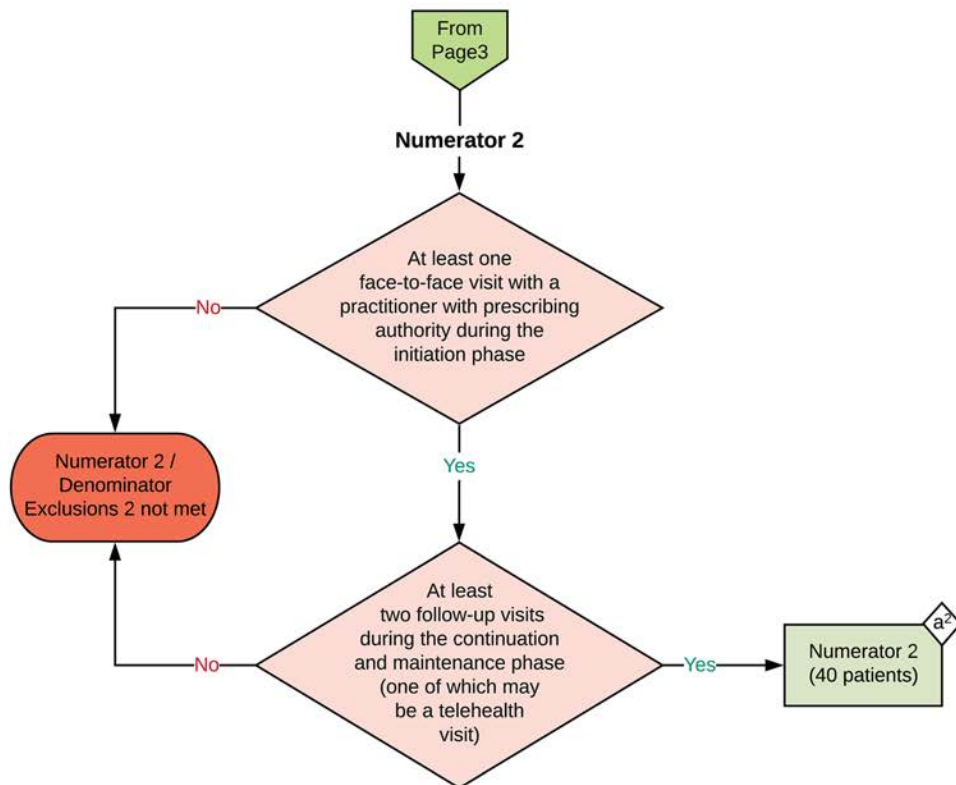 From
Page3
Numerator 2
At least one
face-to-face visit with a
practitioner with prescribing
authority during the
initiation phase
No
Yes
Numerator 2 /
Denominator
Exclusions 2 not met
At least
two follow-up visits
during the continuation
and maintenance phase
(one of which may
be a telehealth
visit)
No
Yes
a²
Numerator 2
(40 patients)